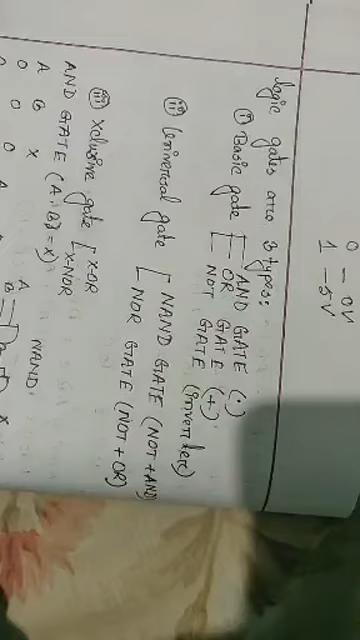 0 - 0V
1 - 5V
logic gates are 3 types:
(i) Basic gate [ AND GATE (.)
OR GATE (+)
NOT GATE (inverter)
(ii) Universal gate [ NAND GATE (NOT+AND)
NOR GATE (NOT+OR)
(iii) Xclusive gate [ X-OR
X-NOR
AND GATE (A.B = x) NAND
A B x A
0 0 0 B x